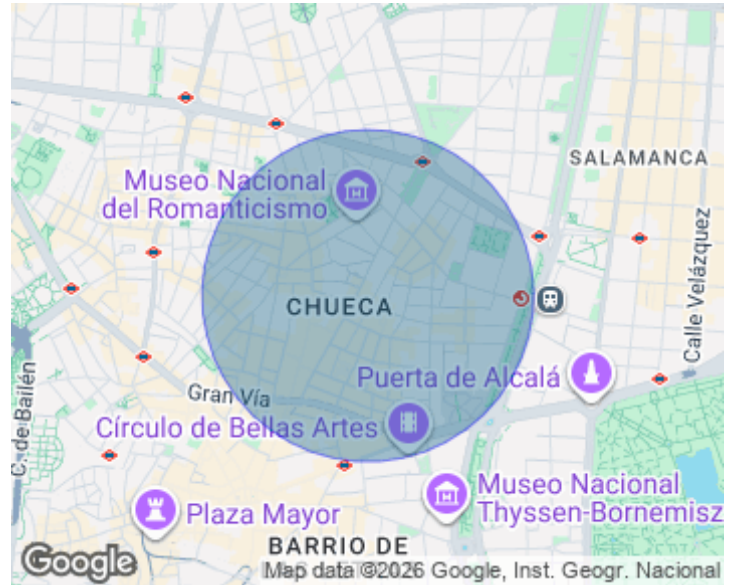 SALAMANCA
Museo Nacional
del Romanticismo
Calle Velázquez
CHUECA
Puerta de Alcalá
Gran Vía
C. de Bailén
Círculo de Bellas Artes
Museo Nacional
Thyssen-Bornemisz
Plaza Mayor
BARRIO DE
Google
Map data ©2026 Google, Inst. Geogr. Nacional